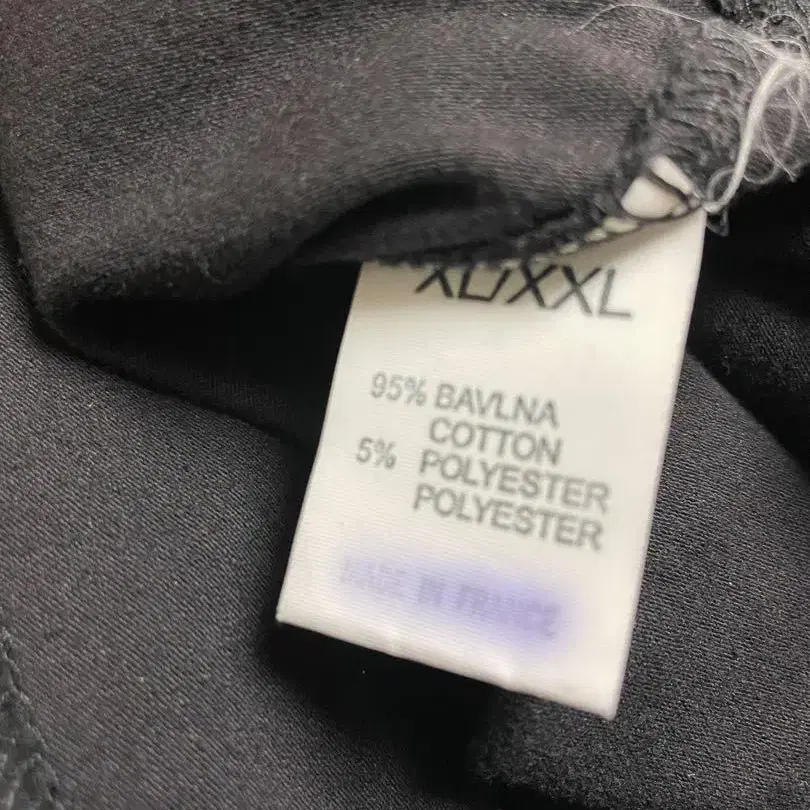 XL/XXL
95% BAVLNA
COTTON
5% POLYESTER
POLYESTER
MADE IN FRANCE